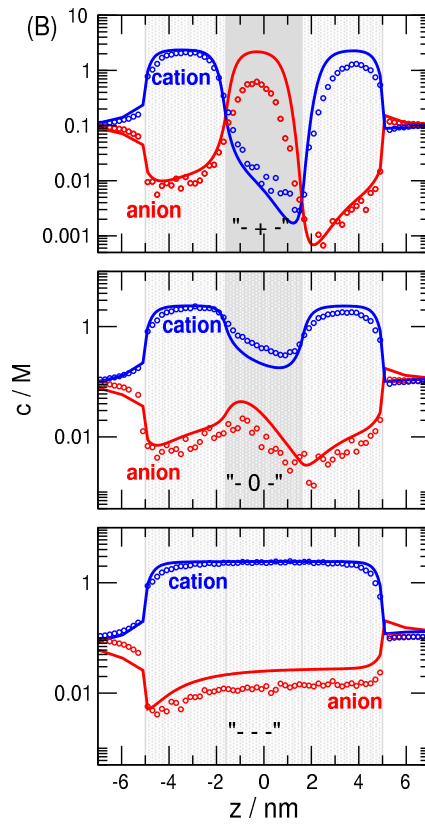 (B)
10
1
0.1
0.01
0.001
cation
anion
"- + -"
1
0.01
cation
anion
"- 0 -"
c / M
1
0.01
cation
anion
"- - -"
-6 -4 -2 0 2 4 6
z / nm